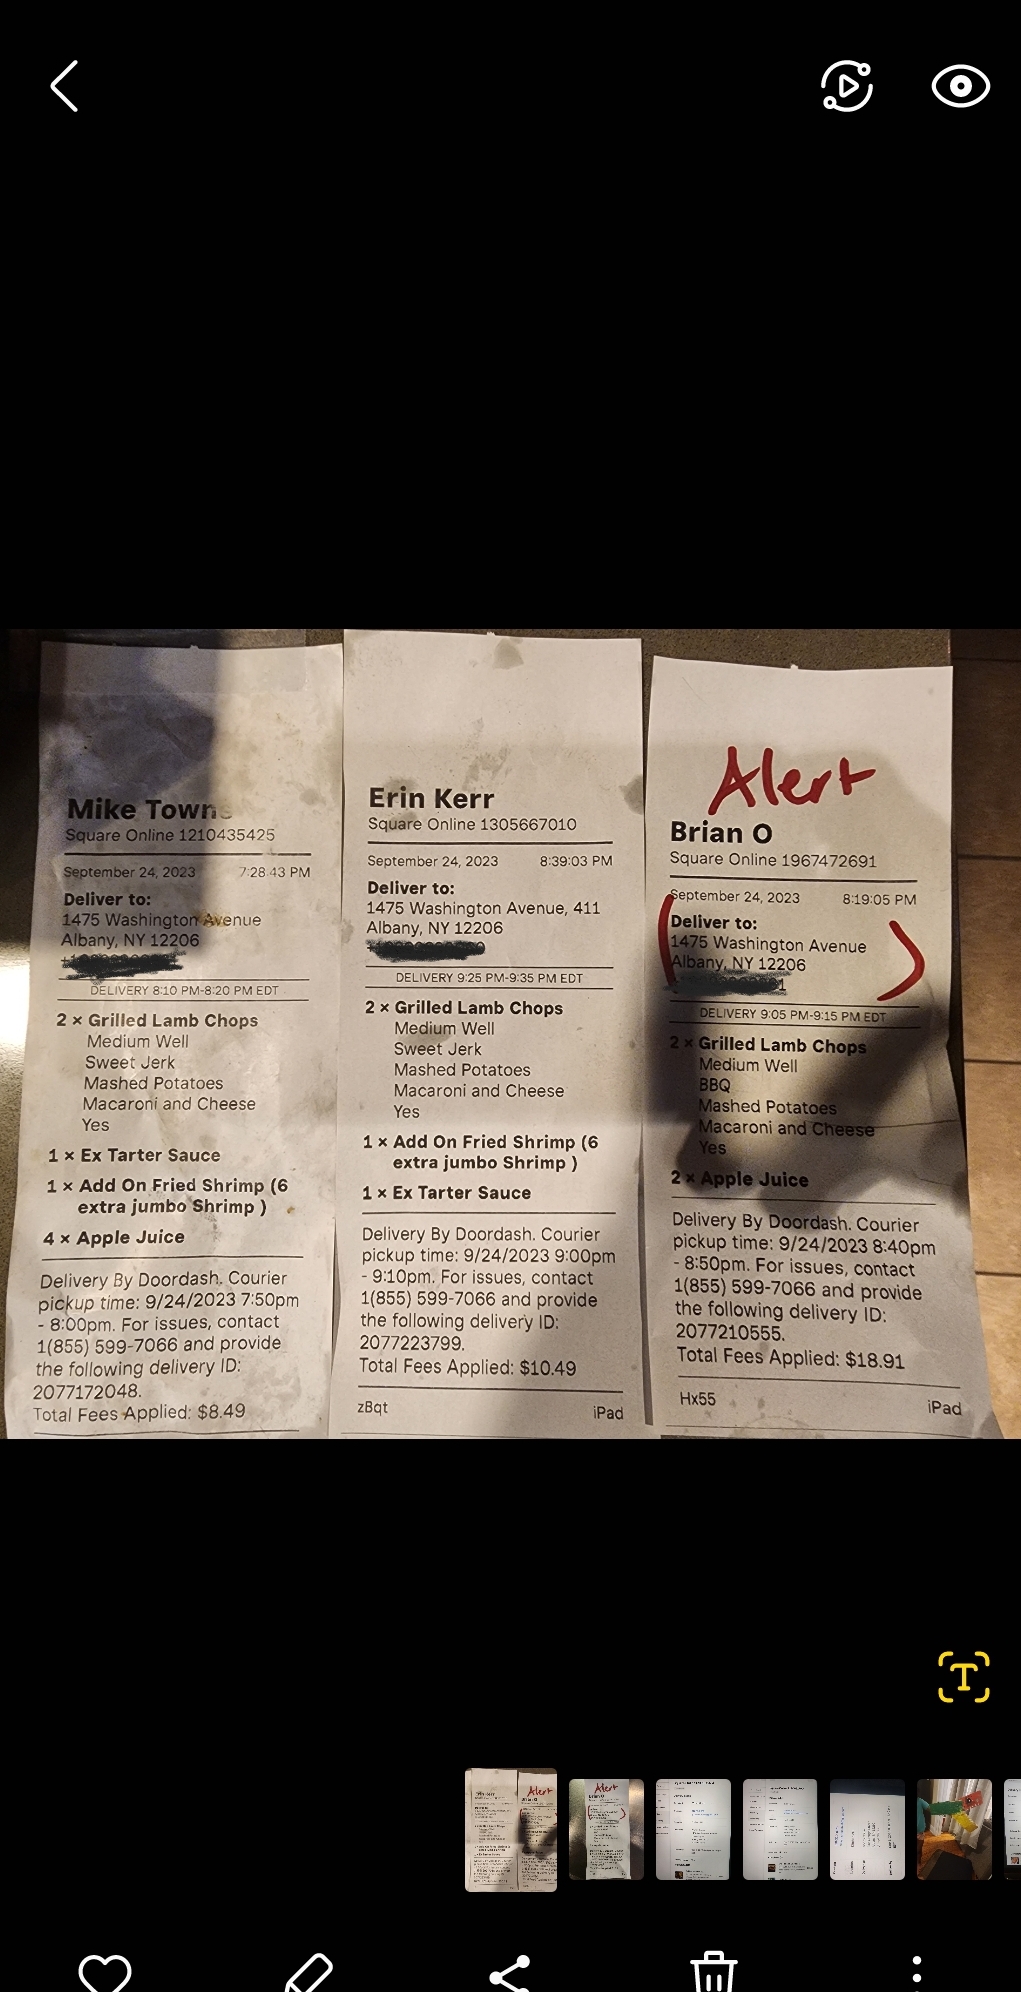 Mike Towns
Square Online 1210435425
September 24, 2023 7:28:43 PM
Deliver to:
1475 Washington Avenue
Albany, NY 12206
DELIVERY 8:10 PM-8:20 PM EDT
2 × Grilled Lamb Chops
Medium Well
Sweet Jerk
Mashed Potatoes
Macaroni and Cheese
Yes
1 × Ex Tarter Sauce
1 × Add On Fried Shrimp (6
extra jumbo Shrimp )
4 × Apple Juice
Delivery By Doordash. Courier
pickup time: 9/24/2023 7:50pm
- 8:00pm. For issues, contact
1(855) 599-7066 and provide
the following delivery ID:
2077172048.
Total Fees Applied: $8.49
Erin Kerr
Square Online 1305667010
September 24, 2023 8:39:03 PM
Deliver to:
1475 Washington Avenue, 411
Albany, NY 12206
DELIVERY 9:25 PM-9:35 PM EDT
2 × Grilled Lamb Chops
Medium Well
Sweet Jerk
Mashed Potatoes
Macaroni and Cheese
Yes
1 × Add On Fried Shrimp (6
extra jumbo Shrimp )
1 × Ex Tarter Sauce
Delivery By Doordash. Courier
pickup time: 9/24/2023 9:00pm
- 9:10pm. For issues, contact
1(855) 599-7066 and provide
the following delivery ID:
2077223799.
Total Fees Applied: $10.49
zBqt iPad
Alert
Brian O
Square Online 1967472691
September 24, 2023 8:19:05 PM
Deliver to:
1475 Washington Avenue
Albany, NY 12206
DELIVERY 9:05 PM-9:15 PM EDT
2 × Grilled Lamb Chops
Medium Well
BBQ
Mashed Potatoes
Macaroni and Cheese
Yes
2 × Apple Juice
Delivery By Doordash. Courier
pickup time: 9/24/2023 8:40pm
- 8:50pm. For issues, contact
1(855) 599-7066 and provide
the following delivery ID:
2077210555.
Total Fees Applied: $18.91
Hx55 iPad